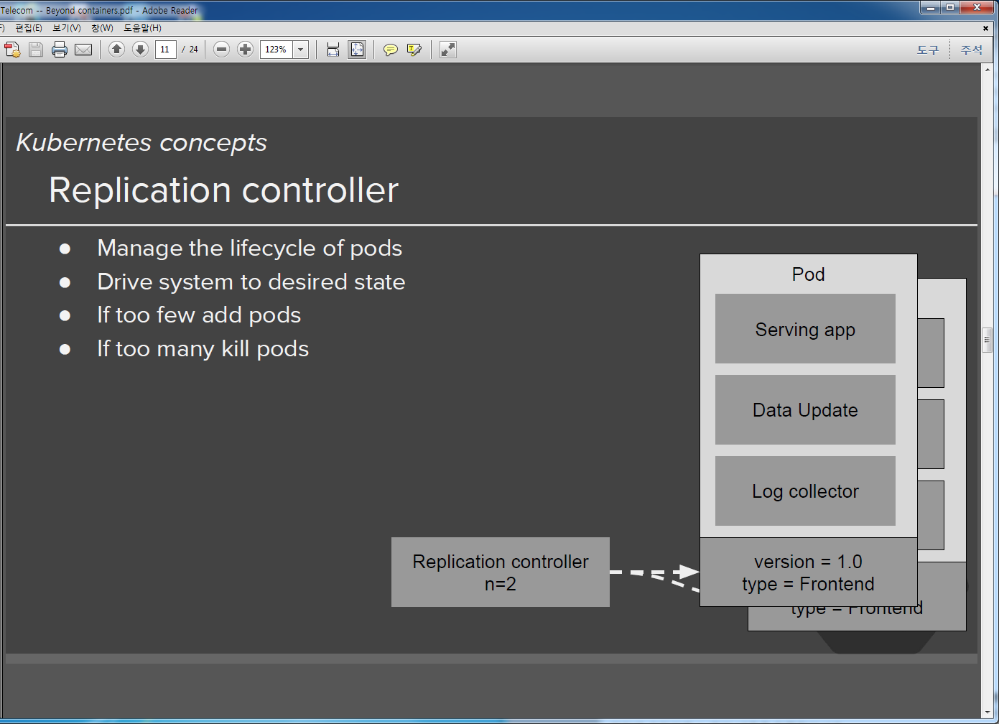 Telecom -- Beyond containers.pdf - Adobe Reader
F) 편집(E) 보기(V) 창(W) 도움말(H)
11 / 24 123% 도구 주석
Kubernetes concepts
Replication controller
● Manage the lifecycle of pods
● Drive system to desired state
● If too few add pods
● If too many kill pods
Pod
Serving app
Data Update
Log collector
Replication controller
n=2
version = 1.0
type = Frontend
type = Frontend